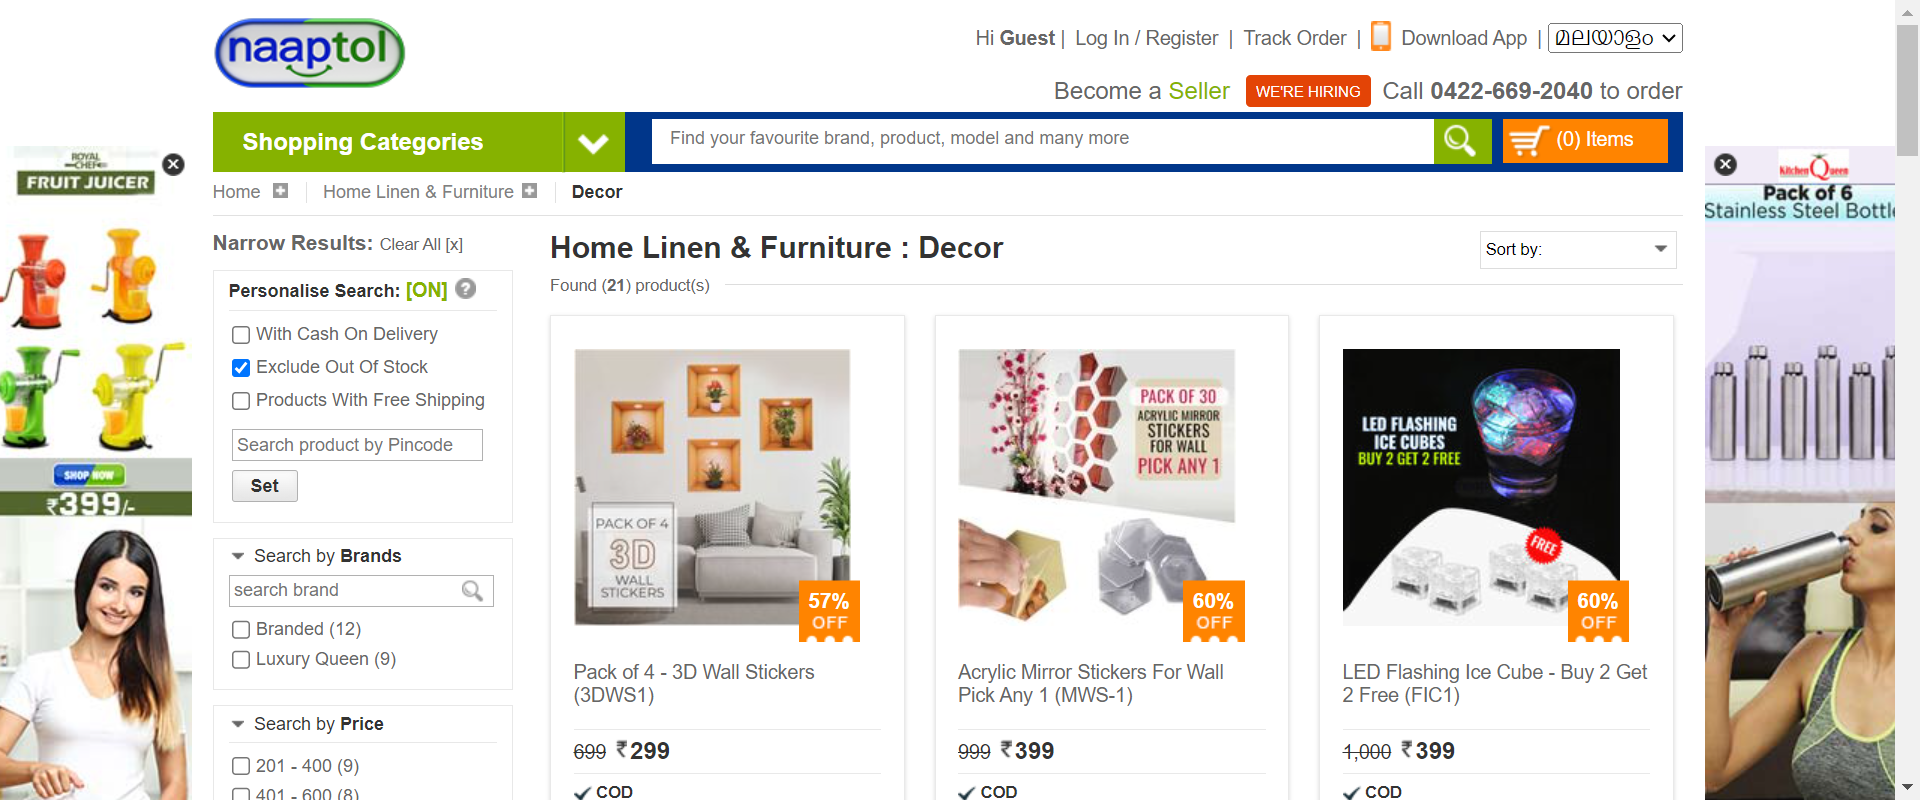 naaptol
Hi Guest | Log In / Register | Track Order | Download App | മലയാളം
Become a Seller WE'RE HIRING Call 0422-669-2040 to order
Shopping Categories
Find your favourite brand, product, model and many more
(0) Items
Home Home Linen & Furniture Decor
ROYAL
CHEF
FRUIT JUICER
SHOP NOW
₹399/-
Narrow Results: Clear All [x]
Personalise Search: [ON] ?
With Cash On Delivery
Exclude Out Of Stock
Products With Free Shipping
Search product by Pincode
Set
Search by Brands
search brand
Branded (12)
Luxury Queen (9)
Search by Price
201 - 400 (9)
401 - 600 (8)
Home Linen & Furniture : Decor
Sort by:
Found (21) product(s)
PACK OF 4
3D
WALL
STICKERS
57%
OFF
Pack of 4 - 3D Wall Stickers
(3DWS1)
699 ₹299
COD
PACK OF 30
ACRYLIC MIRROR
STICKERS
FOR WALL
PICK ANY 1
60%
OFF
Acrylic Mirror Stickers For Wall
Pick Any 1 (MWS-1)
999 ₹399
COD
LED FLASHING
ICE CUBES
BUY 2 GET 2 FREE
FREE
60%
OFF
LED Flashing Ice Cube - Buy 2 Get
2 Free (FIC1)
1,000 ₹399
COD
Kitchen Queen
Pack of 6
Stainless Steel Bottle